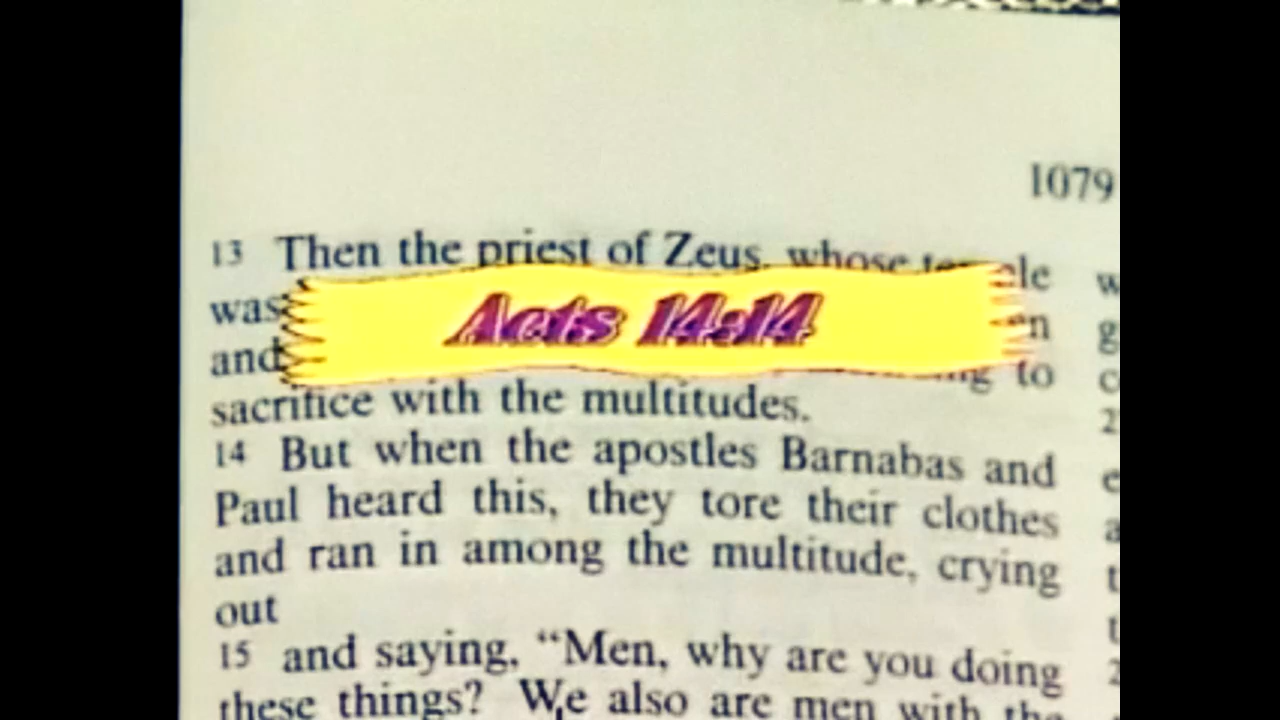 1079
13 Then the priest of Zeus, whose temple
was
and to
sacrifice with the multitudes.
Acts 14:14
14 But when the apostles Barnabas and
Paul heard this, they tore their clothes
and ran in among the multitude, crying
out
15 and saying, “Men, why are you doing
these things? We also are men with the